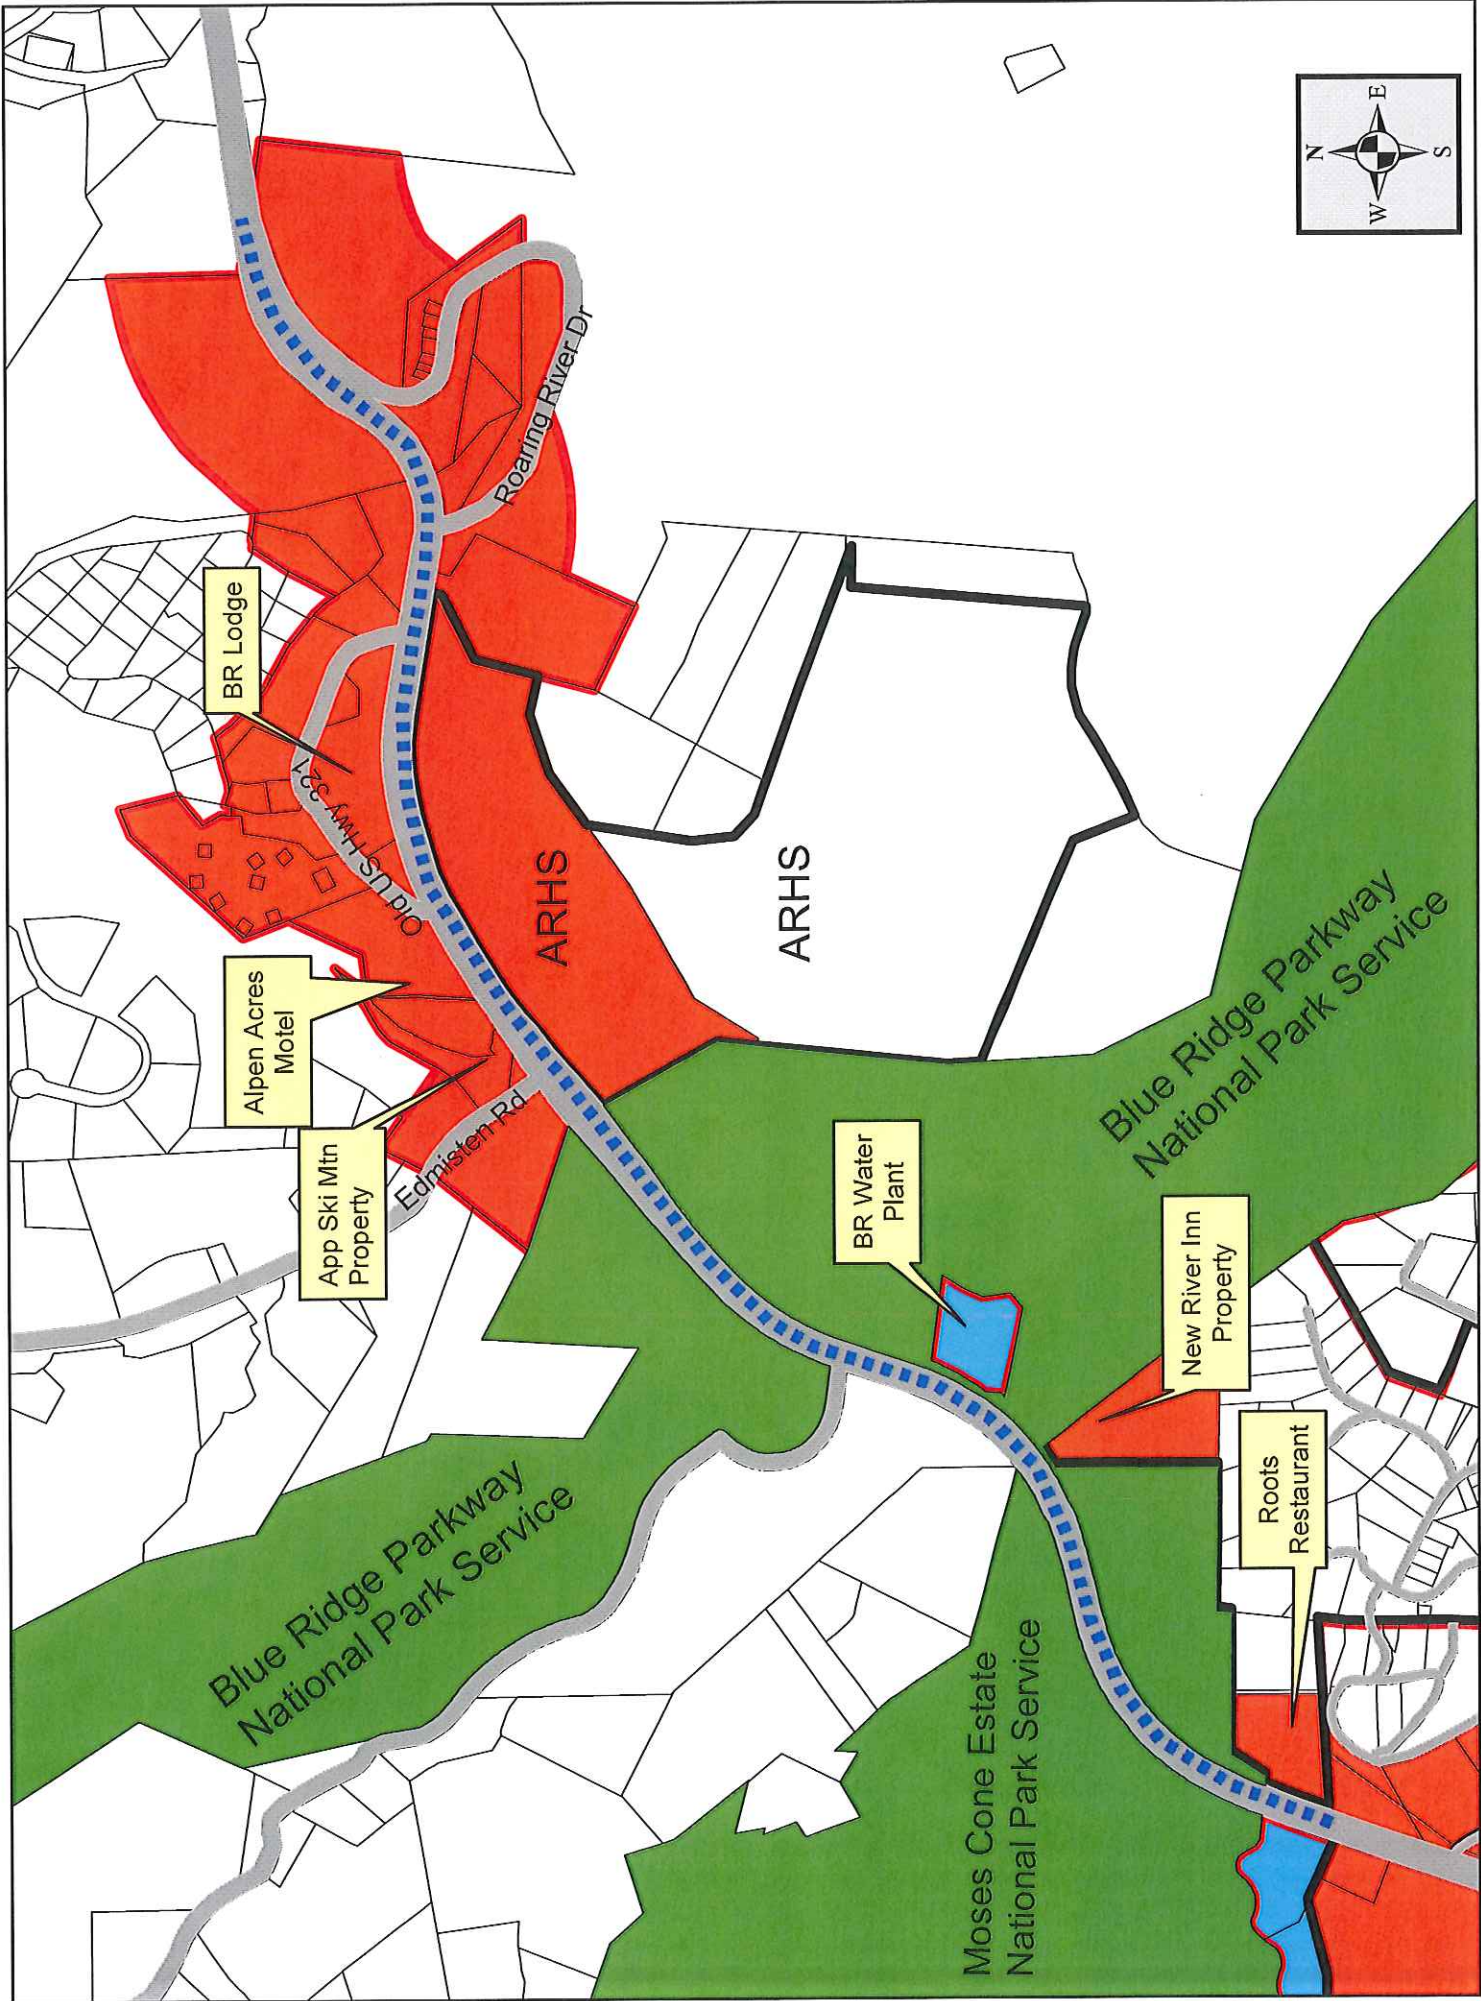 BR Lodge
Alpen Acres
Motel
App Ski Mtn
Property
Old US Hwy 321
Blue Ridge Parkway
National Park Service
Edmisten Rd
Roaring River Dr
ARHS
ARHS
BR Water
Plant
Moses Cone Estate
National Park Service
Blue Ridge Parkway
National Park Service
New River Inn
Property
Roots
Restaurant
N
W
E
S